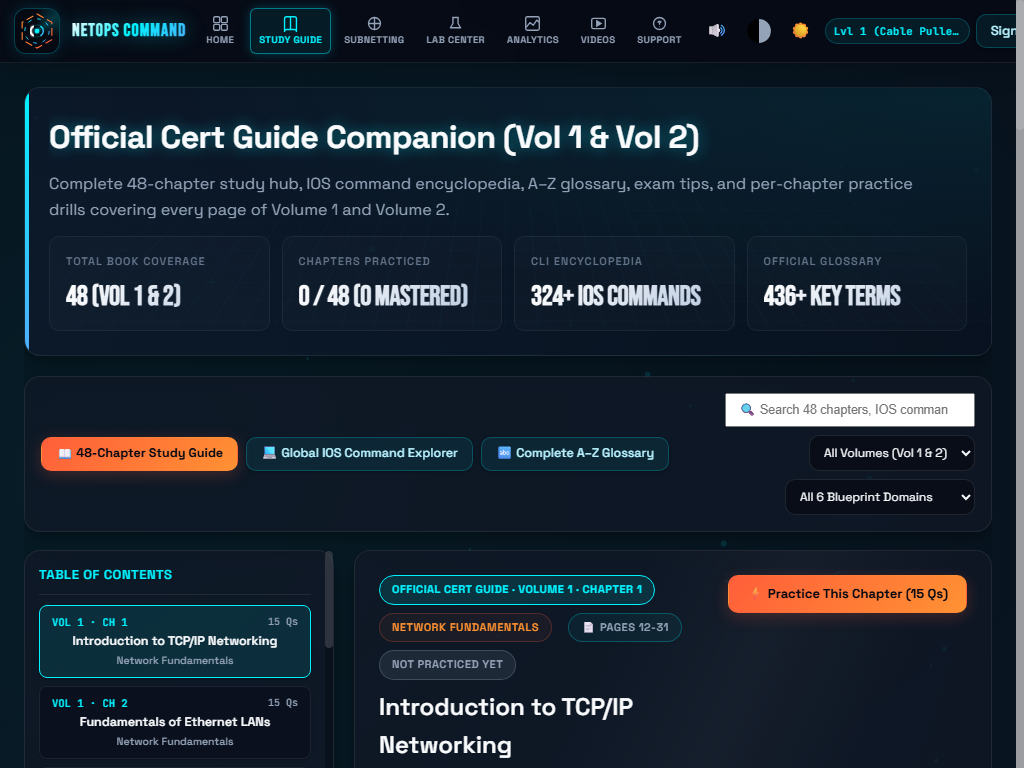 NETOPS COMMAND
HOME
STUDY GUIDE
SUBNETTING
LAB CENTER
ANALYTICS
VIDEOS
SUPPORT
Lvl 1 (Cable Pulle…
Sign
Official Cert Guide Companion (Vol 1 & Vol 2)
Complete 48-chapter study hub, IOS command encyclopedia, A–Z glossary, exam tips, and per-chapter practice
drills covering every page of Volume 1 and Volume 2.
TOTAL BOOK COVERAGE
48 (VOL 1 & 2)
CHAPTERS PRACTICED
0 / 48 (0 MASTERED)
CLI ENCYCLOPEDIA
324+ IOS COMMANDS
OFFICIAL GLOSSARY
436+ KEY TERMS
Search 48 chapters, IOS comman
48-Chapter Study Guide
Global IOS Command Explorer
Complete A–Z Glossary
All Volumes (Vol 1 & 2)
All 6 Blueprint Domains
TABLE OF CONTENTS
VOL 1 · CH 1
15 Qs
Introduction to TCP/IP Networking
Network Fundamentals
VOL 1 · CH 2
15 Qs
Fundamentals of Ethernet LANs
Network Fundamentals
OFFICIAL CERT GUIDE · VOLUME 1 · CHAPTER 1
NETWORK FUNDAMENTALS
PAGES 12-31
NOT PRACTICED YET
Practice This Chapter (15 Qs)
Introduction to TCP/IP
Networking